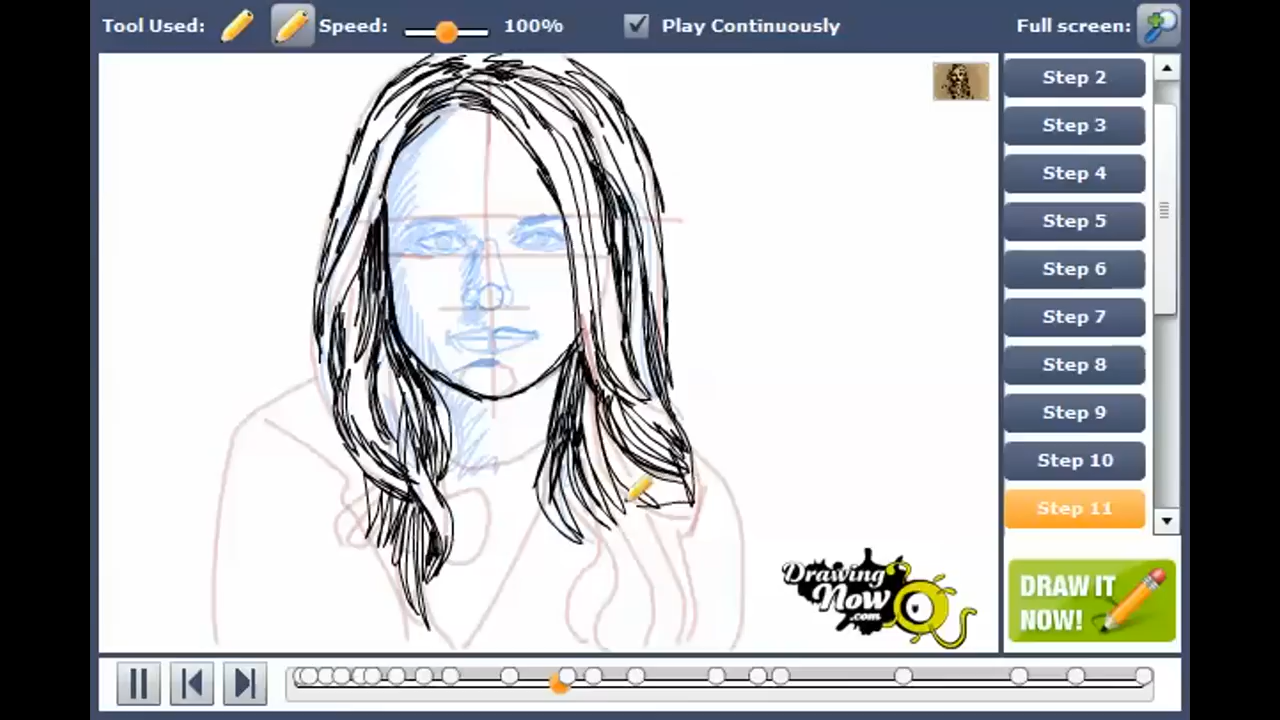 Tool Used:
Speed:
100%
Play Continuously
Full screen:
Step 2
Step 3
Step 4
Step 5
Step 6
Step 7
Step 8
Step 9
Step 10
Step 11
DRAW IT
NOW!
Drawing
Now
.com